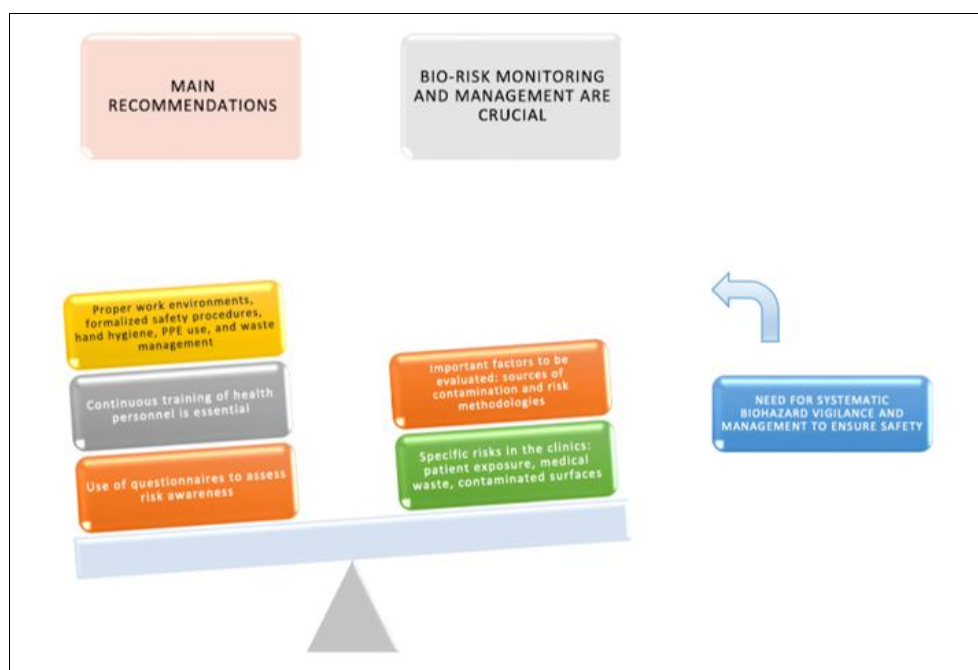 MAIN
RECOMMENDATIONS
BIO-RISK MONITORING
AND MANAGEMENT ARE
CRUCIAL
Proper work environments,
formalized safety procedures,
hand hygiene, PPE use, and waste
management
Continuous training of health
personnel is essential
Use of questionnaires to assess
risk awareness
Important factors to be
evaluated: sources of
contamination and risk
methodologies
Specific risks in the clinics:
patient exposure, medical
waste, contaminated surfaces
NEED FOR SYSTEMATIC
BIOHAZARD VIGILANCE AND
MANAGEMENT TO ENSURE SAFETY